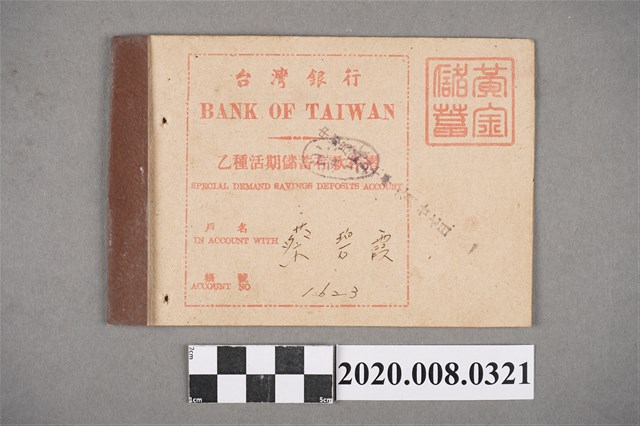 台灣銀行
BANK OF TAIWAN
乙種活期儲蓄存款
SPECIAL DEMAND SAVINGS DEPOSITS ACCOUNT
戶名
IN ACCOUNT WITH
蔡碧霞
帳號
ACCOUNT NO
1623
黃金儲蓄
2cm
1cm
5cm
2020.008.0321